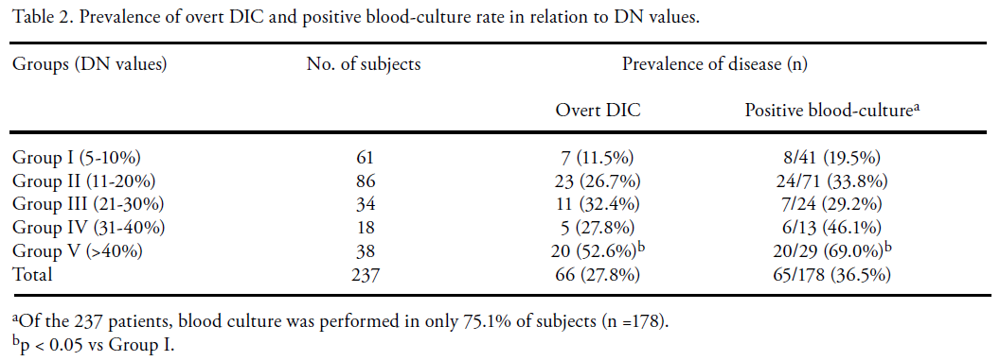 Table 2. Prevalence of overt DIC and positive blood-culture rate in relation to DN values.
Groups (DN values) No. of subjects Prevalence of disease (n)
Overt DIC Positive blood-cultureᵃ
Group I (5-10%) 61 7 (11.5%) 8/41 (19.5%)
Group II (11-20%) 86 23 (26.7%) 24/71 (33.8%)
Group III (21-30%) 34 11 (32.4%) 7/24 (29.2%)
Group IV (31-40%) 18 5 (27.8%) 6/13 (46.1%)
Group V (>40%) 38 20 (52.6%)ᵇ 20/29 (69.0%)ᵇ
Total 237 66 (27.8%) 65/178 (36.5%)
ᵃOf the 237 patients, blood culture was performed in only 75.1% of subjects (n =178).
ᵇp < 0.05 vs Group I.